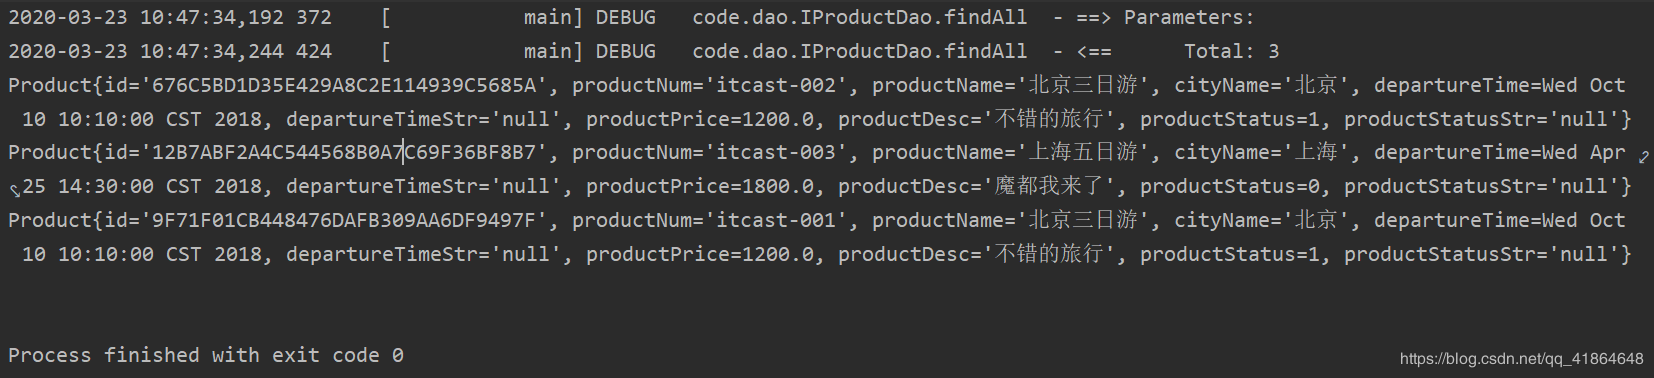 2020-03-23 10:47:34,192 372    [           main] DEBUG   code.dao.IProductDao.findAll  - ==> Parameters:
2020-03-23 10:47:34,244 424    [           main] DEBUG   code.dao.IProductDao.findAll  - <==      Total: 3
Product{id='676C5BD1D35E429A8C2E114939C5685A', productNum='itcast-002', productName='北京三日游', cityName='北京', departureTime=Wed Oct
10 10:10:00 CST 2018, departureTimeStr='null', productPrice=1200.0, productDesc='不错的旅行', productStatus=1, productStatusStr='null'}
Product{id='12B7ABF2A4C544568B0A7C69F36BF8B7', productNum='itcast-003', productName='上海五日游', cityName='上海', departureTime=Wed Apr
25 14:30:00 CST 2018, departureTimeStr='null', productPrice=1800.0, productDesc='魔都我来了', productStatus=0, productStatusStr='null'}
Product{id='9F71F01CB448476DAFB309AA6DF9497F', productNum='itcast-001', productName='北京三日游', cityName='北京', departureTime=Wed Oct
10 10:10:00 CST 2018, departureTimeStr='null', productPrice=1200.0, productDesc='不错的旅行', productStatus=1, productStatusStr='null'}
Process finished with exit code 0
https://blog.csdn.net/qq_41864648